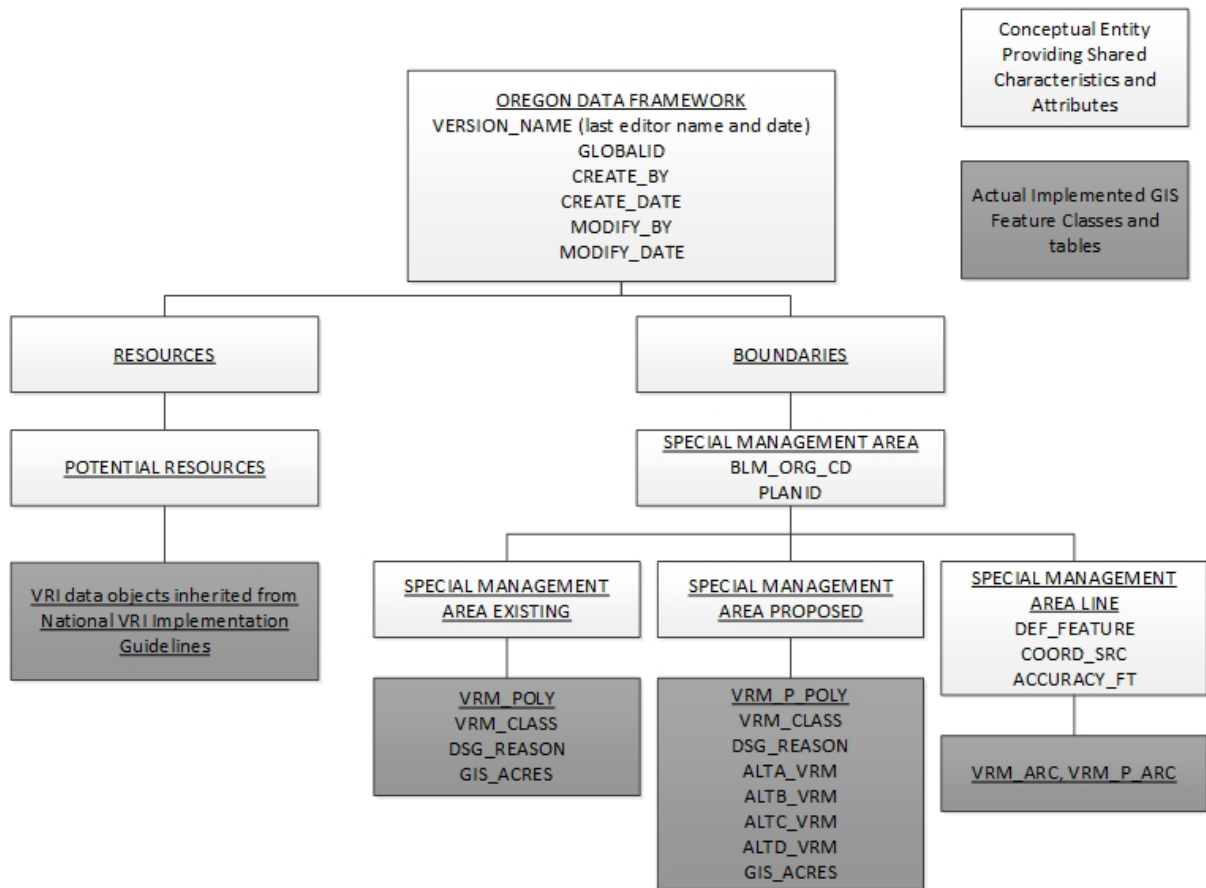 Conceptual Entity
Providing Shared
Characteristics and
Attributes
OREGON DATA FRAMEWORK
VERSION_NAME (last editor name and date)
GLOBALID
CREATE_BY
CREATE_DATE
MODIFY_BY
MODIFY_DATE
Actual Implemented GIS
Feature Classes and
tables
RESOURCES
BOUNDARIES
POTENTIAL RESOURCES
SPECIAL MANAGEMENT AREA
BLM_ORG_CD
PLANID
VRI data objects inherited from
National VRI Implementation
Guidelines
SPECIAL MANAGEMENT
AREA EXISTING
SPECIAL MANAGEMENT
AREA PROPOSED
SPECIAL MANAGEMENT
AREA LINE
DEF_FEATURE
COORD_SRC
ACCURACY_FT
VRM_POLY
VRM_CLASS
DSG_REASON
GIS_ACRES
VRM_P_POLY
VRM_CLASS
DSG_REASON
ALTA_VRM
ALTB_VRM
ALTC_VRM
ALTD_VRM
GIS_ACRES
VRM_ARC, VRM_P_ARC